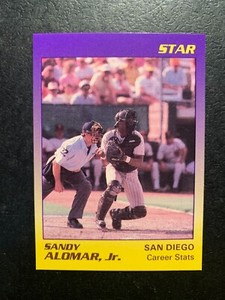 STAR
SANDY
ALOMAR, Jr.
SAN DIEGO
Career Stats